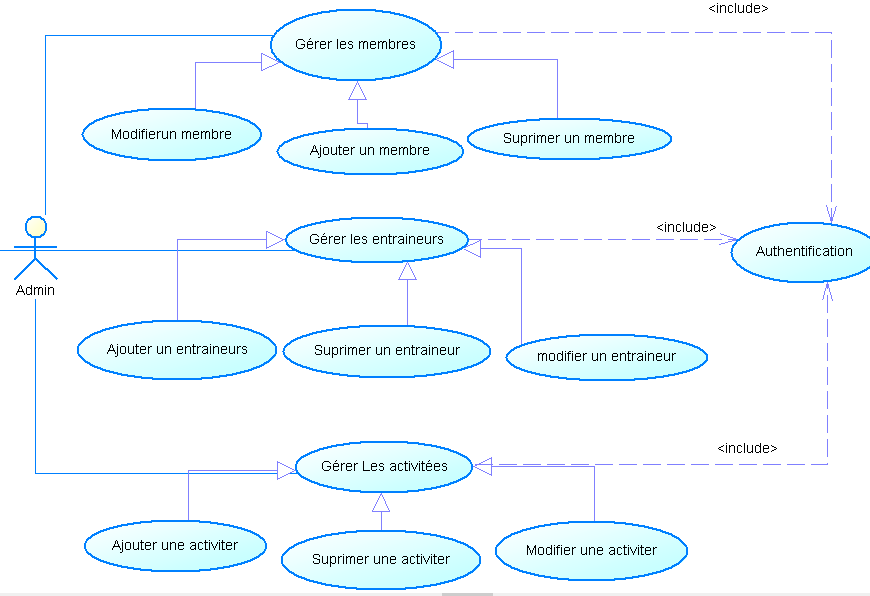 <include>
Gérer les membres
Modifierun membre
Ajouter un membre
Suprimer un membre
<include>
Gérer les entraineurs
Authentification
Admin
Ajouter un entraineurs
Suprimer un entraineur
modifier un entraineur
<include>
Gérer Les activitées
Ajouter une activiter
Suprimer une activiter
Modifier une activiter